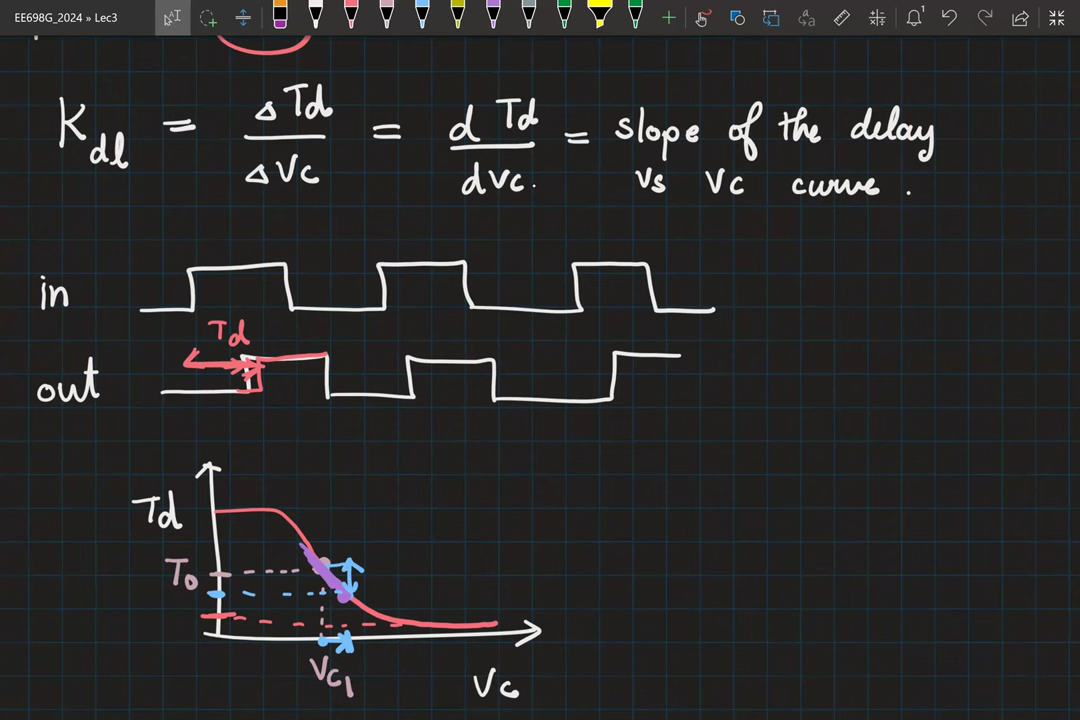 EE698G_2024 » Lec3
K_dl = ΔTd / ΔVc = d Td / dVc. = slope of the delay
vs Vc curve.
in
Td
out
Td
T0
Vc1
Vc